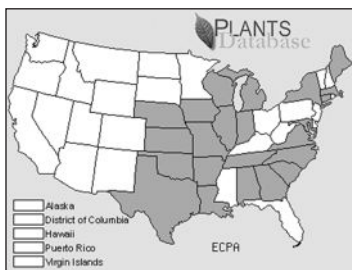 PLANTS
Database
Alaska
District of Columbia
Hawaii
Puerto Rico
Virgin Islands
ECPA